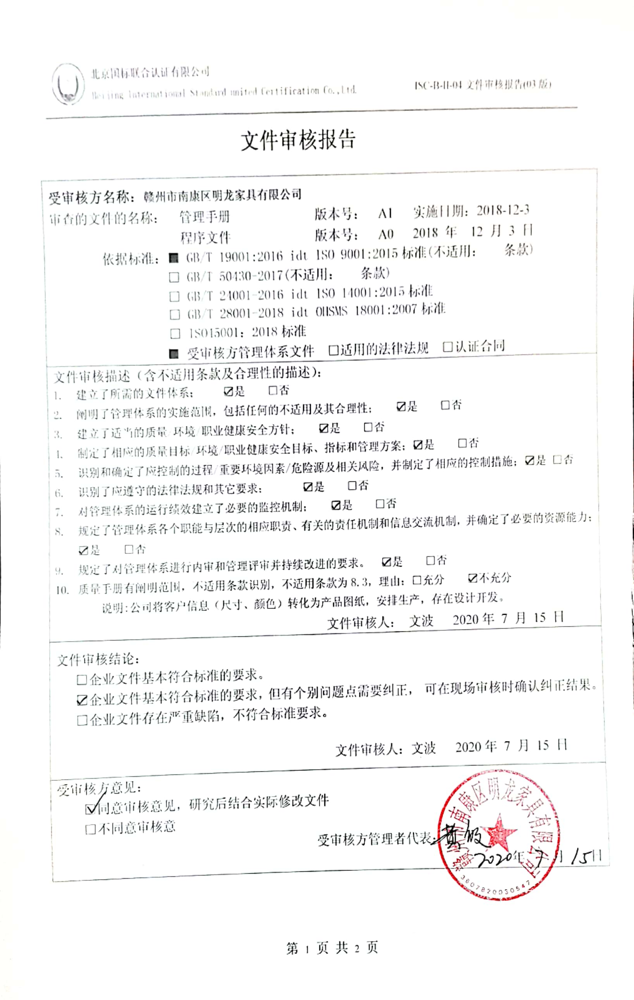 北京国标联合认证有限公司
Beijing International Standard united Certification Co.,Ltd.
ISC-B-II-04 文件审核报告(03版)
文件审核报告
受审核方名称：赣州市南康区明龙家具有限公司
审查的文件的名称： 管理手册 版本号： A1 实施日期：2018-12-3
程序文件 版本号： A0 2018 年 12 月 3 日
依据标准：■ GB/T 19001:2016 idt ISO 9001:2015 标准(不适用： 条款)
□ GB/T 50430-2017(不适用： 条款)
□ GB/T 24001-2016 idt ISO 14001:2015 标准
□ GB/T 28001-2018 idt OHSMS 18001:2007 标准
□ ISO45001：2018 标准
■ 受审核方管理体系文件 □适用的法律法规 □认证合同
文件审核描述（含不适用条款及合理性的描述）：
1. 建立了所需的文件体系； ☑是 □否
2. 阐明了管理体系的实施范围，包括任何的不适用及其合理性； ☑是 □否
3. 建立了适当的质量/环境/职业健康安全方针； ☑是 □否
4. 制定了相应的质量目标/环境/职业健康安全目标、指标和管理方案；☑是 □否
5. 识别和确定了应控制的过程/重要环境因素/危险源及相关风险，并制定了相应的控制措施；☑是 □否
6. 识别了应遵守的法律法规和其它要求： ☑是 □否
7. 对管理体系的运行绩效建立了必要的监控机制； ☑是 □否
8. 规定了管理体系各个职能与层次的相应职责、有关的责任机制和信息交流机制，并确定了必要的资源能力；
☑是 □否
9. 规定了对管理体系进行内审和管理评审并持续改进的要求。 ☑是 □否
10. 质量手册有阐明范围，不适用条款识别，不适用条款为 8.3，理由：□充分 ☑不充分
说明：公司将客户信息（尺寸、颜色）转化为产品图纸，安排生产，存在设计开发。
文件审核人： 文波 2020 年 7 月 15 日
文件审核结论：
□企业文件基本符合标准的要求。
☑企业文件基本符合标准的要求，但有个别问题点需要纠正， 可在现场审核时确认纠正结果。
□企业文件存在严重缺陷，不符合标准要求。
文件审核人：文波 2020 年 7 月 15 日
受审核方意见：
☑同意审核意见，研究后结合实际修改文件
□不同意审核意
受审核方管理者代表：
2020年 7 月 15日
赣州市南康区明龙家具有限公司
3607820030547
第 1 页 共 2 页